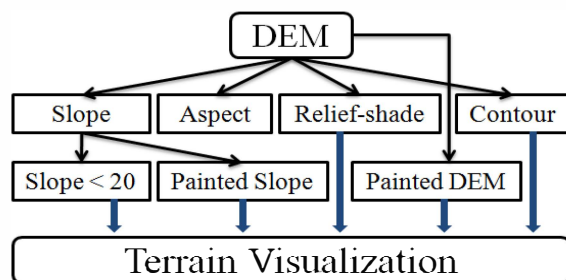 DEM
Slope
Aspect
Relief-shade
Contour
Slope < 20
Painted Slope
Painted DEM
Terrain Visualization